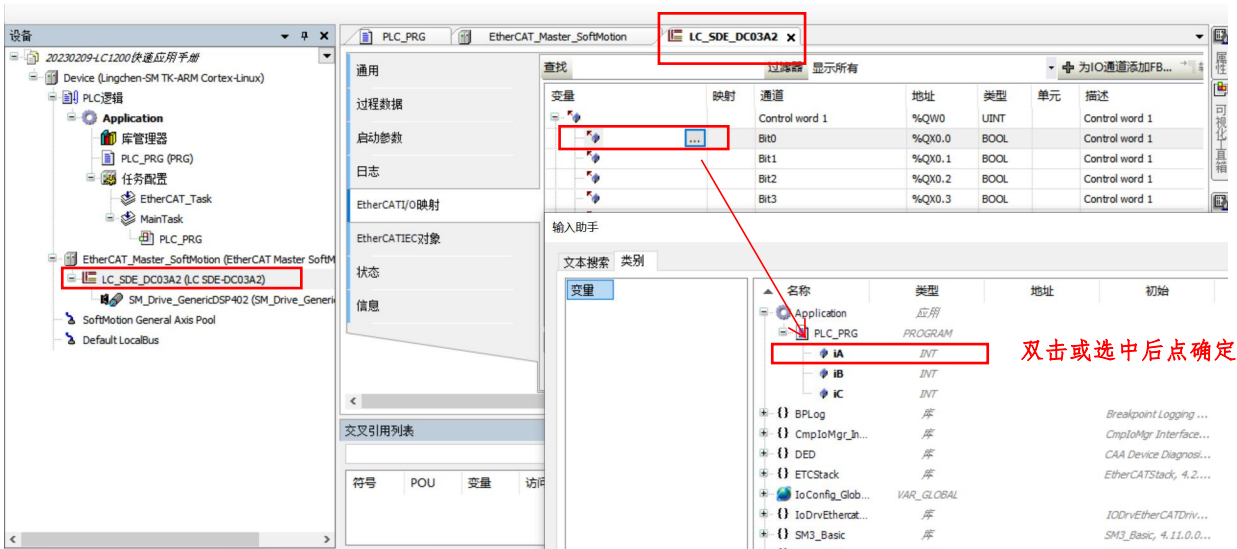 设备
20230209-LC1200快速应用手册
Device (Lingchen-SM TK-ARM Cortex-Linux)
PLC逻辑
Application
库管理器
PLC_PRG (PRG)
任务配置
EtherCAT_Task
MainTask
PLC_PRG
EtherCAT_Master_SoftMotion (EtherCAT Master SoftM
LC_SDE_DC03A2 (LC SDE-DC03A2)
SM_Drive_GenericDSP402 (SM_Drive_Generi
SoftMotion General Axis Pool
Default LocalBus
PLC_PRG EtherCAT_Master_SoftMotion LC_SDE_DC03A2
通用
过程数据
启动参数
日志
EtherCATI/O映射
EtherCATIEC对象
状态
信息
查找 过滤器 显示所有 为IO通道添加FB...
变量 映射 通道 地址 类型 单元 描述
Control word 1 %QW0 UINT Control word 1
... Bit0 %QX0.0 BOOL Control word 1
Bit1 %QX0.1 BOOL Control word 1
Bit2 %QX0.2 BOOL Control word 1
Bit3 %QX0.3 BOOL Control word 1
输入助手
文本搜索 类别
变量
名称 类型 地址 初始
Application 应用
PLC_PRG PROGRAM
iA INT
iB INT
iC INT
BPLog 库 Breakpoint Logging ...
CmpIoMgr_In... 库 CmpIoMgr Interface...
DED 库 CAA Device Diagnosi...
ETCStack 库 EtherCATStack, 4.2....
IoConfig_Glob... VAR_GLOBAL
IoDrvEthercat... 库 IODrvEtherCATDriv...
SM3_Basic 库 SM3_Basic, 4.11.0.0...
双击或选中后点确定
交叉引用列表
符号 POU 变量 访问
属性
可视化工具箱